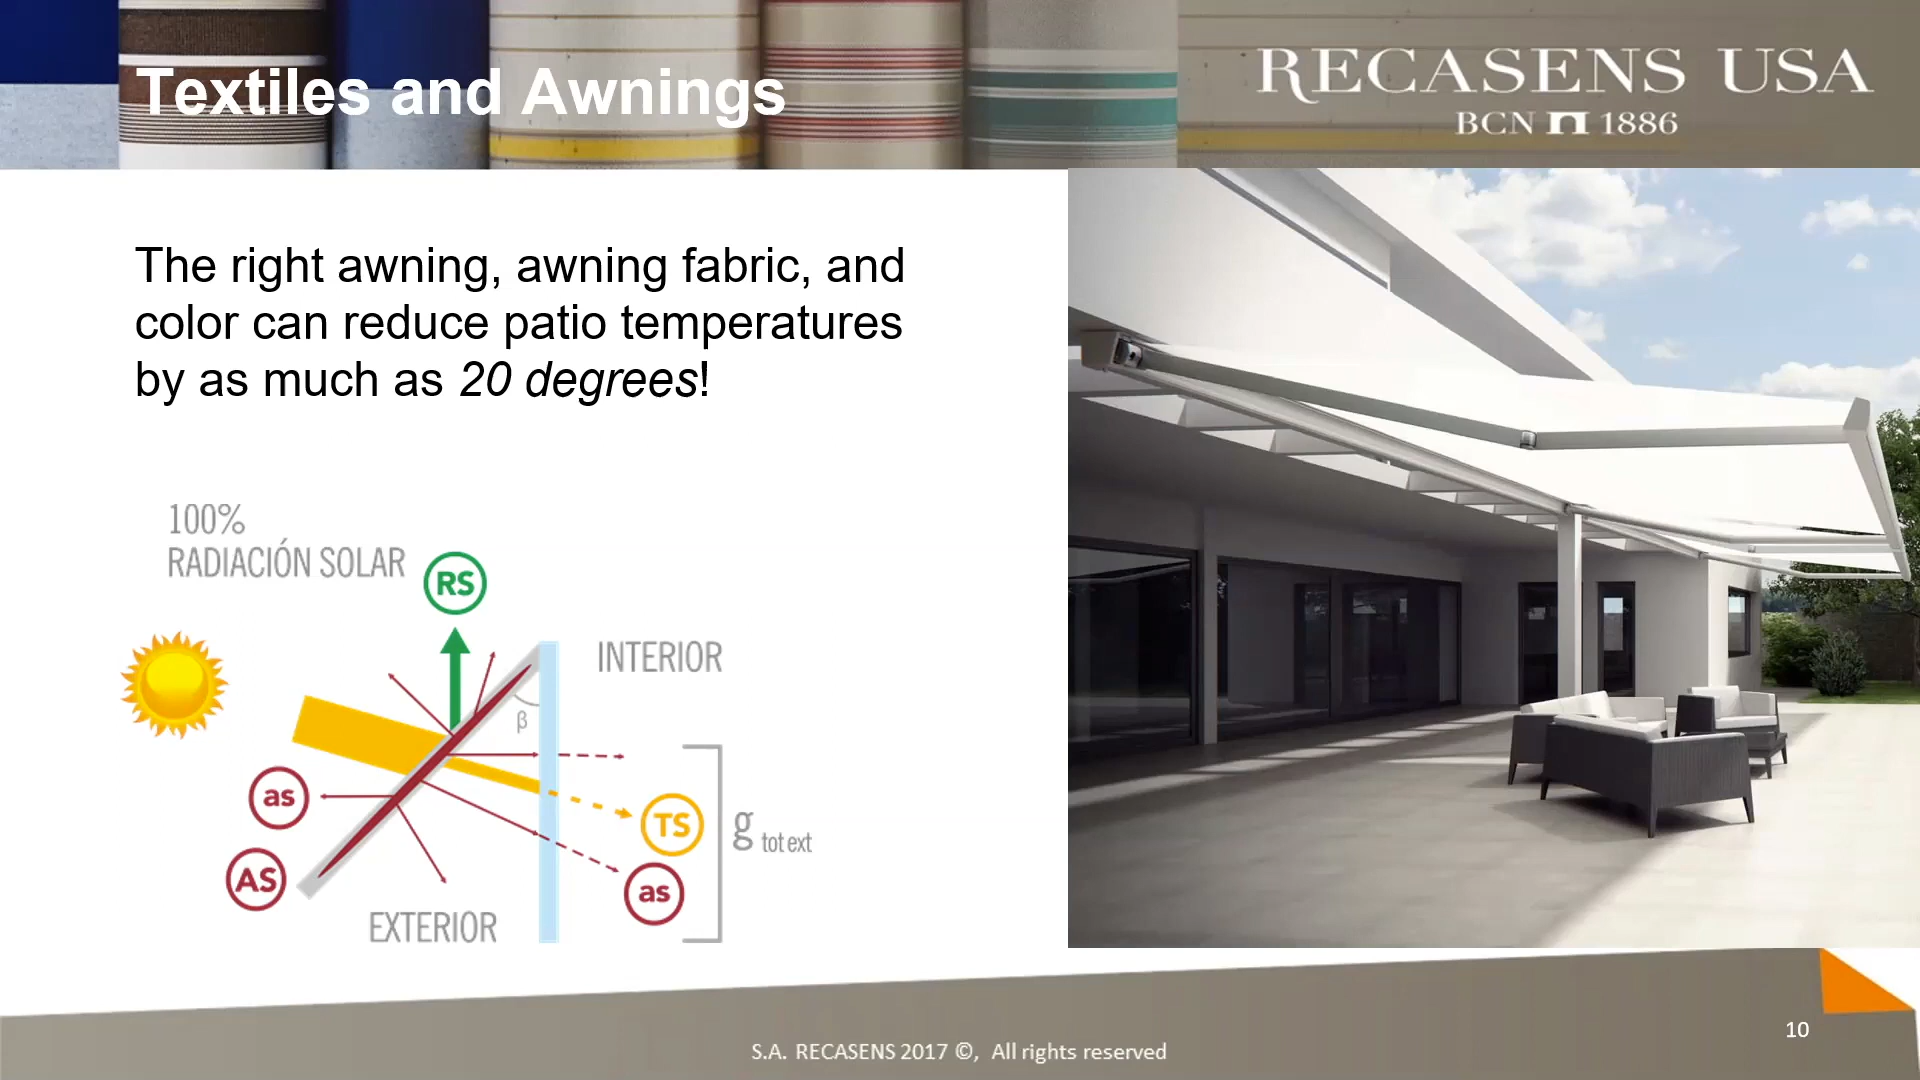 Textiles and Awnings
RECASENS USA
BCN 1886
The right awning, awning fabric, and
color can reduce patio temperatures
by as much as 20 degrees!
100%
RADIACIÓN SOLAR
RS
INTERIOR
β
as
TS
g tot ext
AS
as
EXTERIOR
10
S.A. RECASENS 2017 ©, All rights reserved